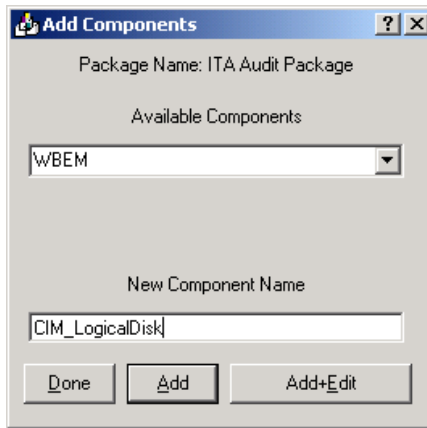 Add Components
Package Name: ITA Audit Package
Available Components
WBEM
New Component Name
CIM_LogicalDisk
Done Add Add+Edit